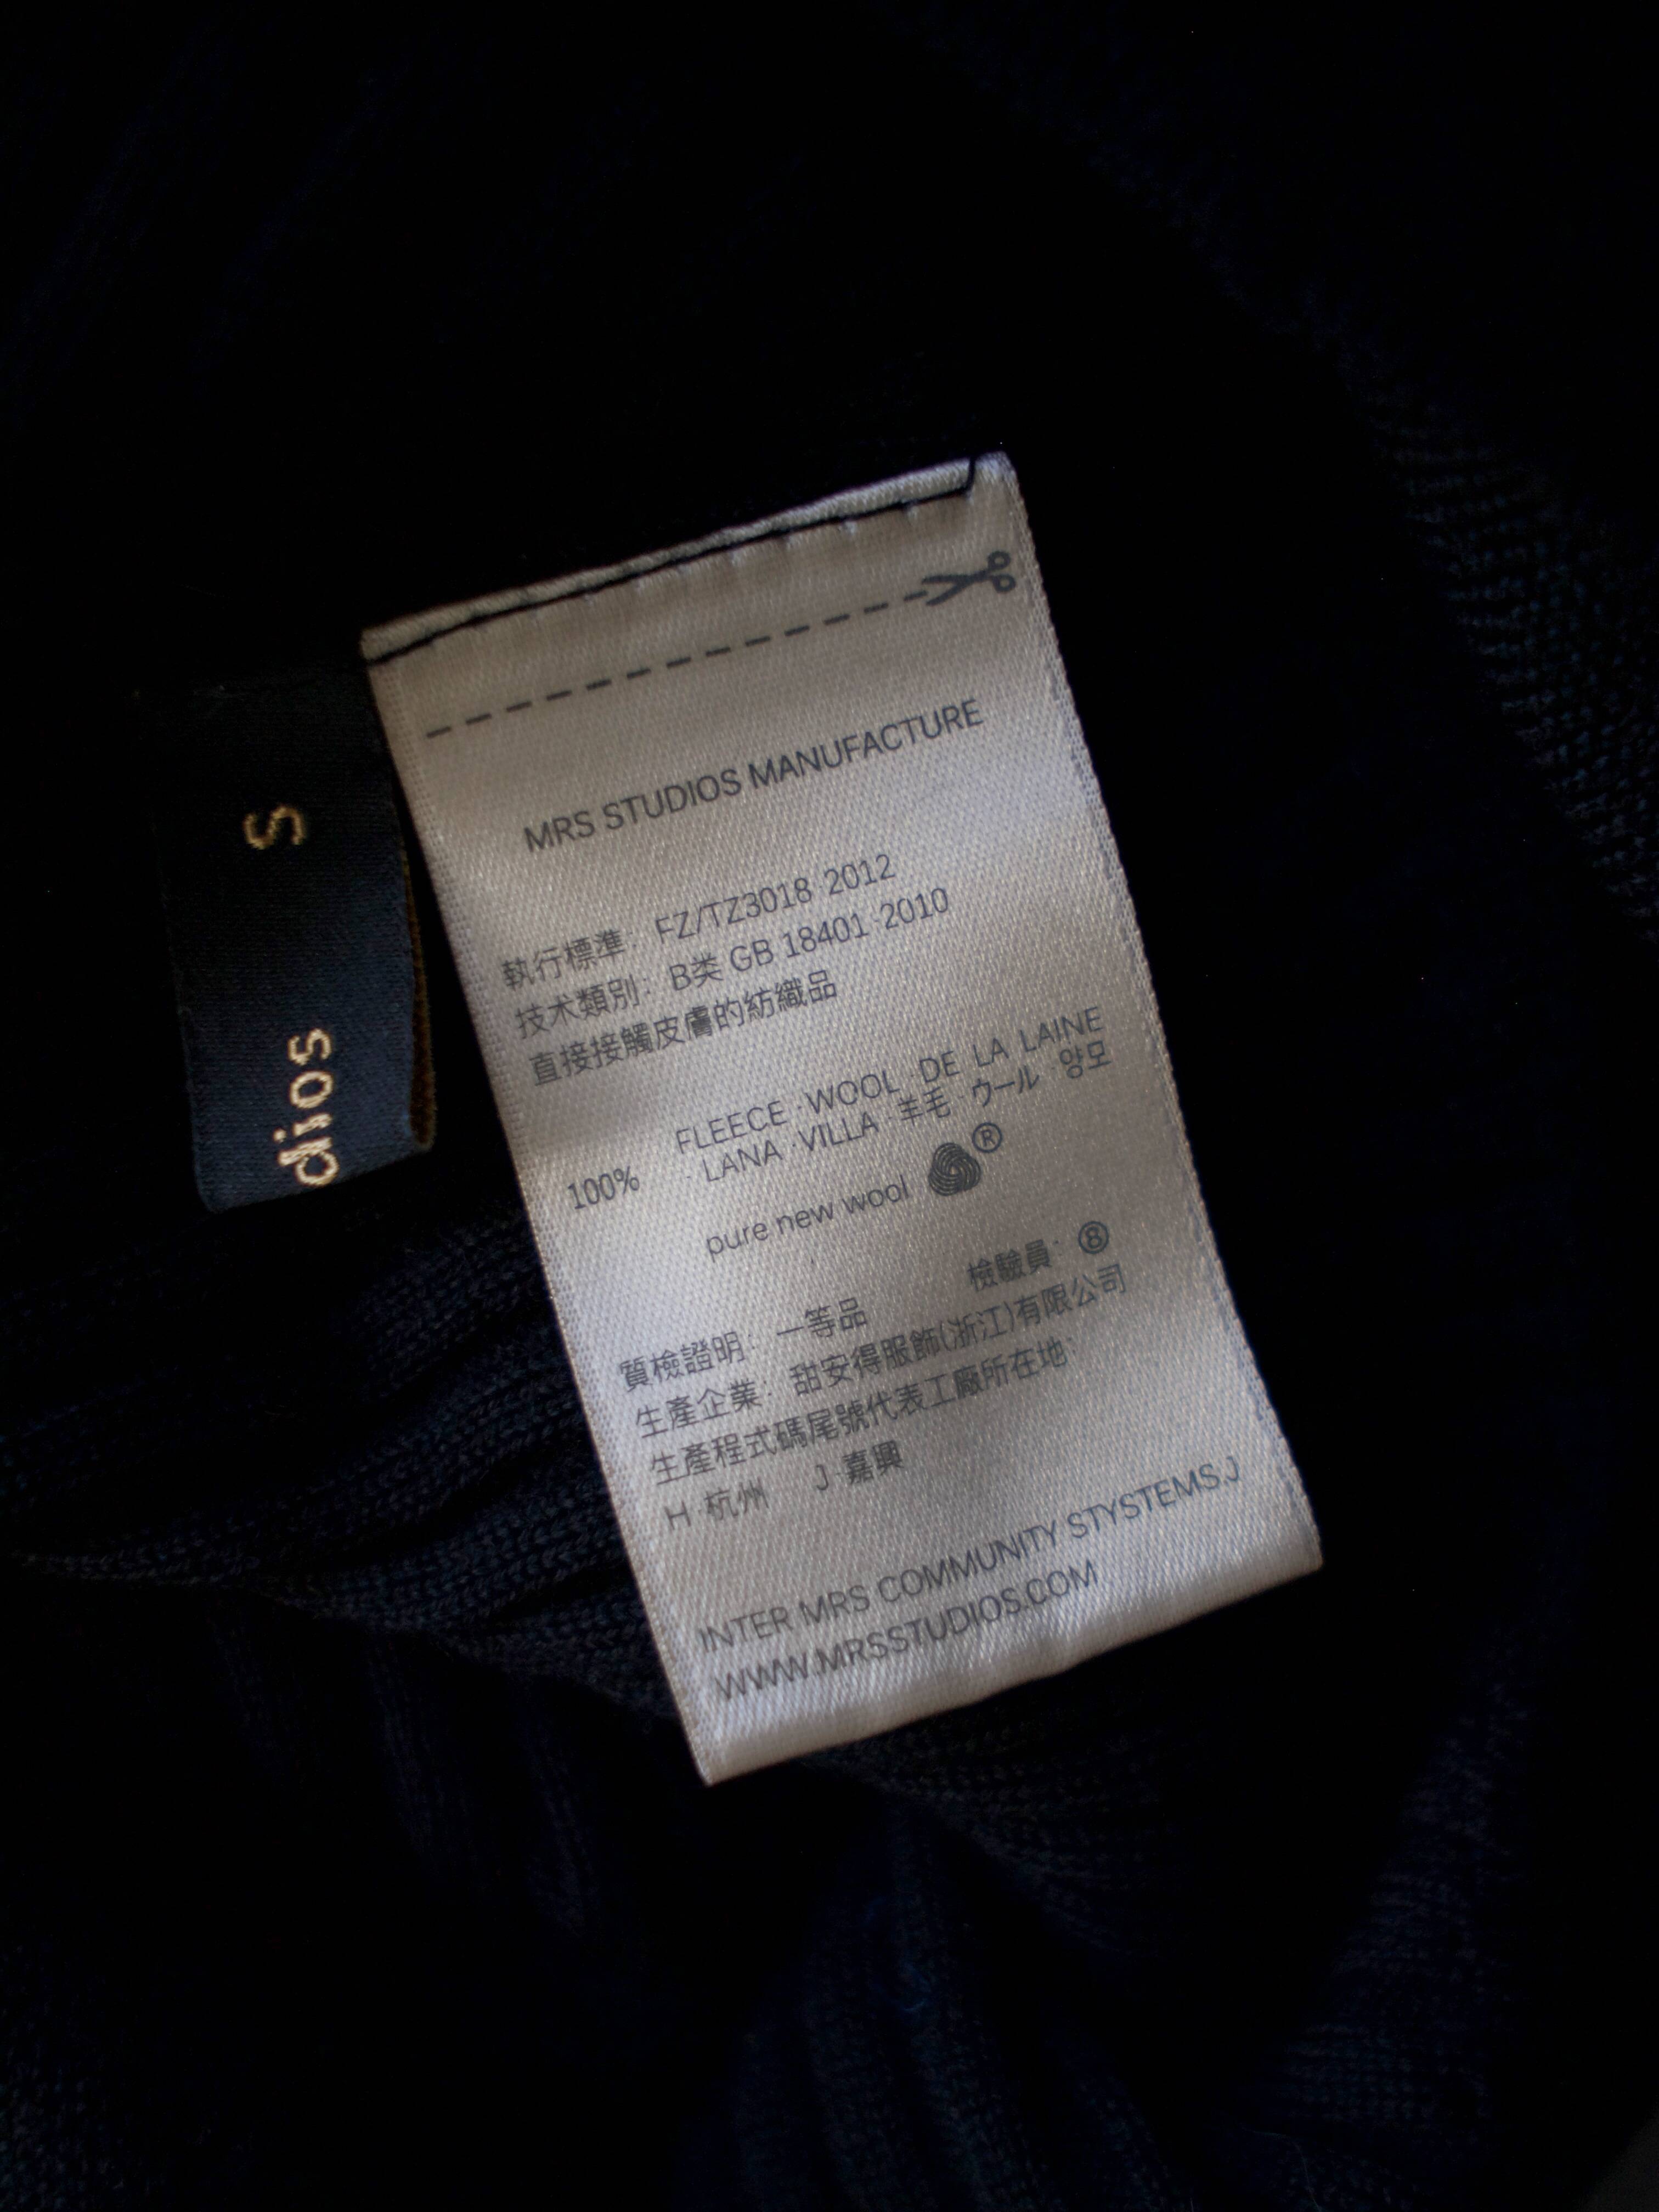 MRS STUDIOS MANUFACTURE
執行標準: FZ/TZ3018·2012
技术類別: B类 GB 18401·2010
直接接觸皮膚的紡織品
FLEECE·WOOL·DE LA LAINE
100% ·LANA·VILLA·羊毛·ウール·양모
pure new wool ®
質檢證明: 一等品 檢驗員: ⑧
生產企業: 甜安得服飾(浙江)有限公司
生產程式碼尾號代表工廠所在地:
H·杭州 J·嘉興
INTER MRS COMMUNITY STYSTEMS.J
WWW.MRSSTUDIOS.COM
S
dios